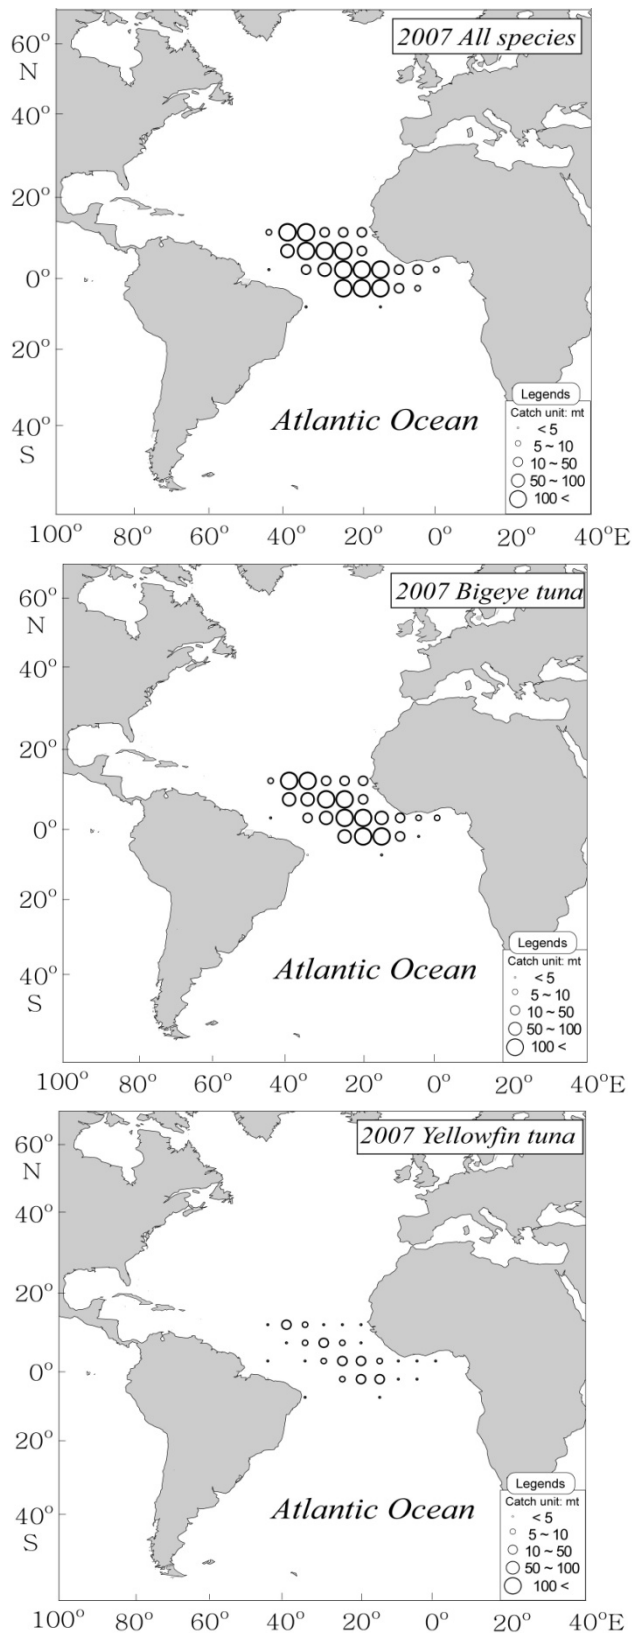 2007 All species
60°
N
40°
20°
0°
20°
40°
S
Atlantic Ocean
Legends
Catch unit: mt
< 5
5 ~ 10
10 ~ 50
50 ~ 100
100 <
100° 80° 60° 40° 20° 0° 20° 40°E
2007 Bigeye tuna
60°
N
40°
20°
0°
20°
40°
S
Atlantic Ocean
Legends
Catch unit: mt
< 5
5 ~ 10
10 ~ 50
50 ~ 100
100 <
100° 80° 60° 40° 20° 0° 20° 40°E
2007 Yellowfin tuna
60°
N
40°
20°
0°
20°
40°
S
Atlantic Ocean
Legends
Catch unit: mt
< 5
5 ~ 10
10 ~ 50
50 ~ 100
100 <
100° 80° 60° 40° 20° 0° 20° 40°E